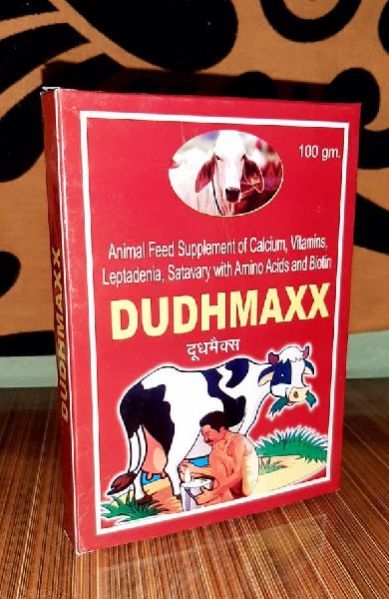 100 gm.
Animal Feed Supplement of Calcium, Vitamins,
Leptadenia, Satavary with Amino Acids and Biotin
DUDHMAXX
दूधमैक्स
DUDHMAXX